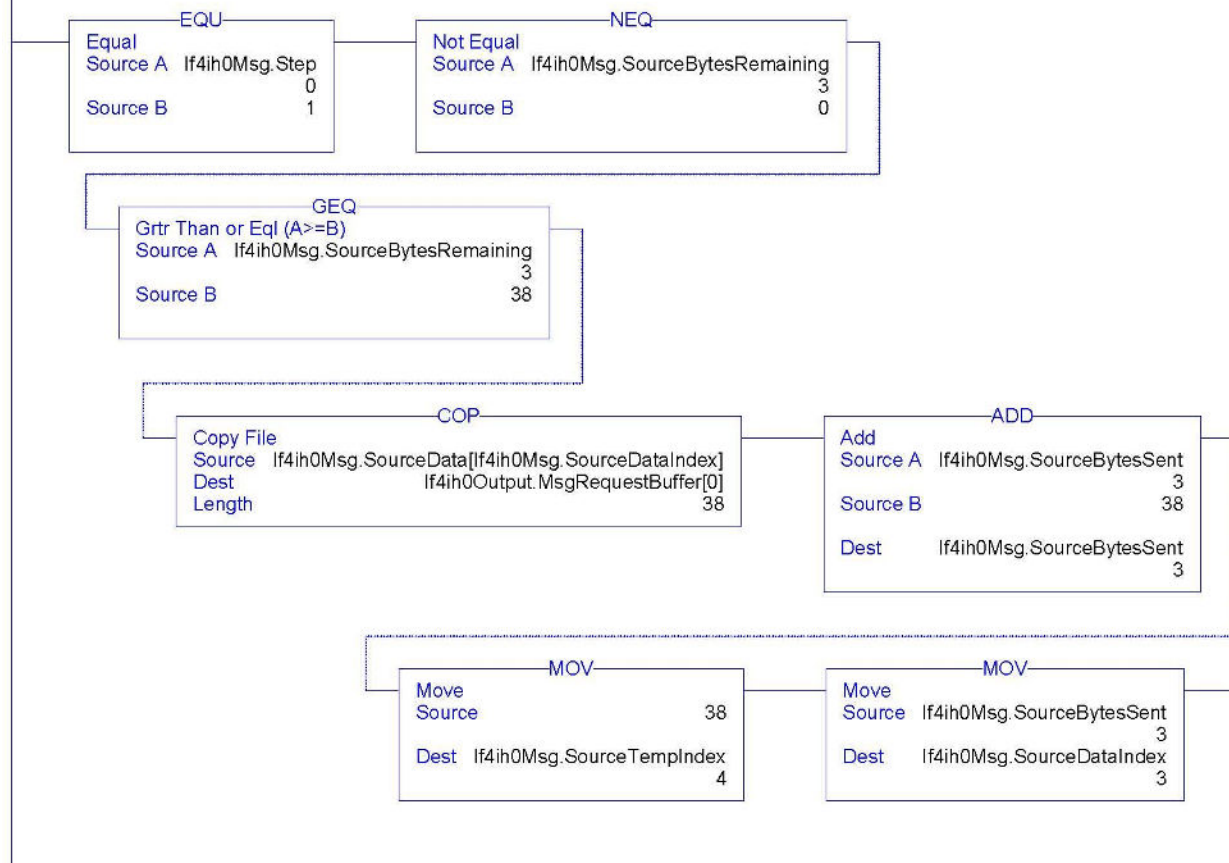 EQU
Equal
Source A If4ih0Msg.Step
0
Source B 1
NEQ
Not Equal
Source A If4ih0Msg.SourceBytesRemaining
3
Source B 0
GEQ
Grtr Than or Eql (A>=B)
Source A If4ih0Msg.SourceBytesRemaining
3
Source B 38
COP
Copy File
Source If4ih0Msg.SourceData[If4ih0Msg.SourceDataIndex]
Dest If4ih0Output.MsgRequestBuffer[0]
Length 38
ADD
Add
Source A If4ih0Msg.SourceBytesSent
3
Source B 38
Dest If4ih0Msg.SourceBytesSent
3
MOV
Move
Source 38
Dest If4ih0Msg.SourceTempIndex
4
MOV
Move
Source If4ih0Msg.SourceBytesSent
3
Dest If4ih0Msg.SourceDataIndex
3